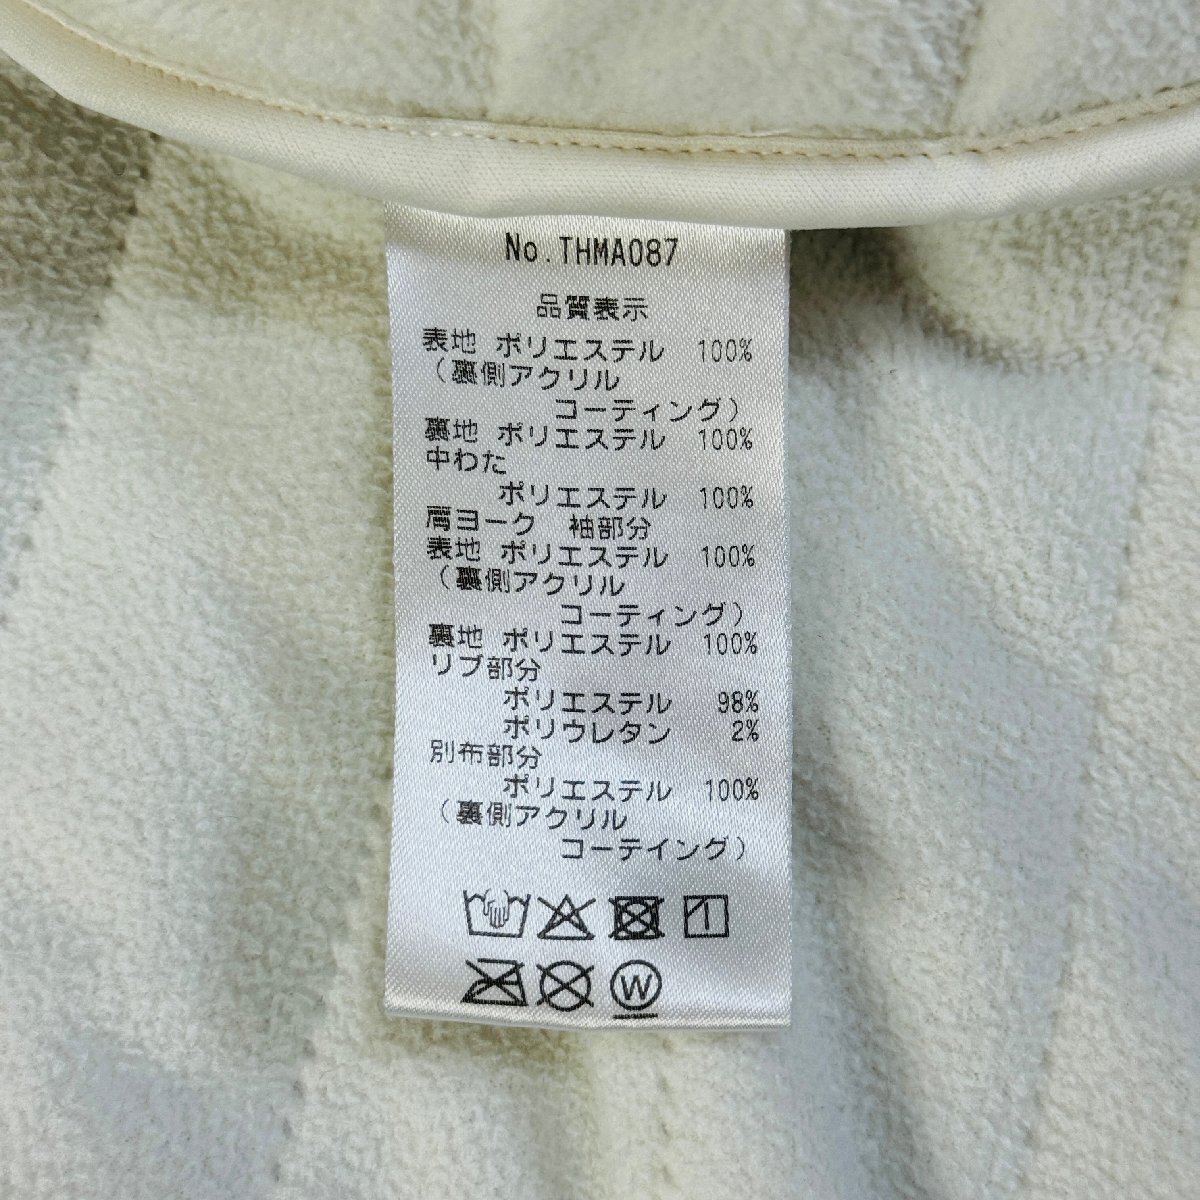 No.THMA087
品質表示
表地 ポリエステル 100%
（裏側アクリル
コーティング）
裏地 ポリエステル 100%
中わた
ポリエステル 100%
肩ヨーク 袖部分
表地 ポリエステル 100%
（裏側アクリル
コーティング）
裏地 ポリエステル 100%
リブ部分
ポリエステル 98%
ポリウレタン 2%
別布部分
ポリエステル 100%
（裏側アクリル
コーテイング）
W